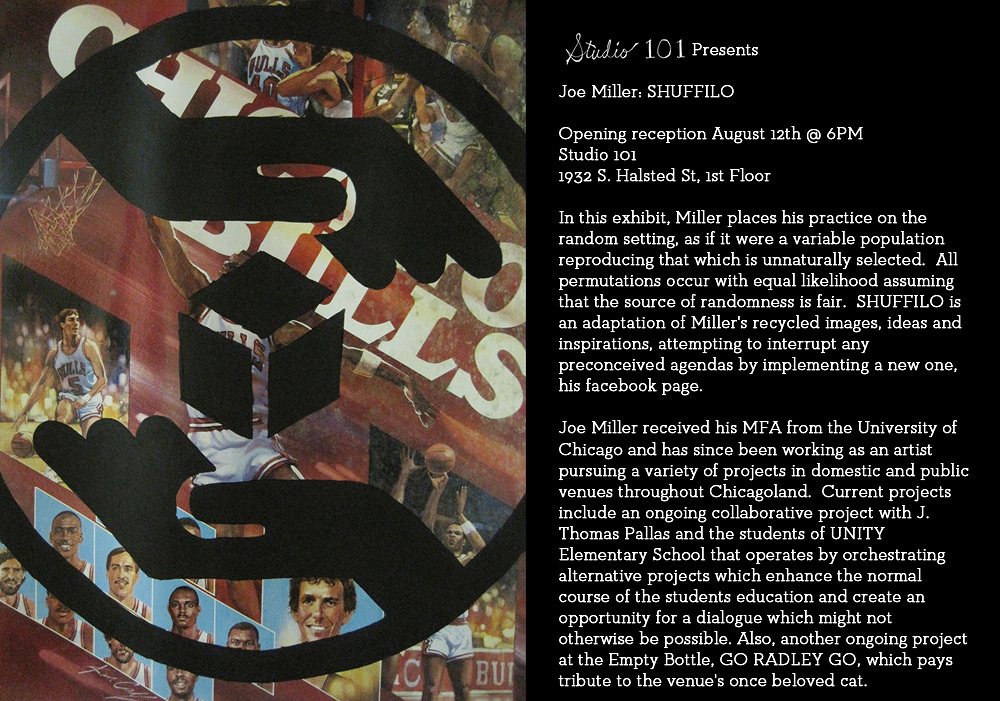 CHICAGO
BULLS
BULLS
BULLS
5
BUL
Studio 101 Presents
Joe Miller: SHUFFILO
Opening reception August 12th @ 6PM
Studio 101
1932 S. Halsted St, 1st Floor
In this exhibit, Miller places his practice on the
random setting, as if it were a variable population
reproducing that which is unnaturally selected.  All
permutations occur with equal likelihood assuming
that the source of randomness is fair.  SHUFFILO is
an adaptation of Miller's recycled images, ideas and
inspirations, attempting to interrupt any
preconceived agendas by implementing a new one,
his facebook page.
Joe Miller received his MFA from the University of
Chicago and has since been working as an artist
pursuing a variety of projects in domestic and public
venues throughout Chicagoland.  Current projects
include an ongoing collaborative project with J.
Thomas Pallas and the students of UNITY
Elementary School that operates by orchestrating
alternative projects which enhance the normal
course of the students education and create an
opportunity for a dialogue which might not
otherwise be possible. Also, another ongoing project
at the Empty Bottle, GO RADLEY GO, which pays
tribute to the venue's once beloved cat.